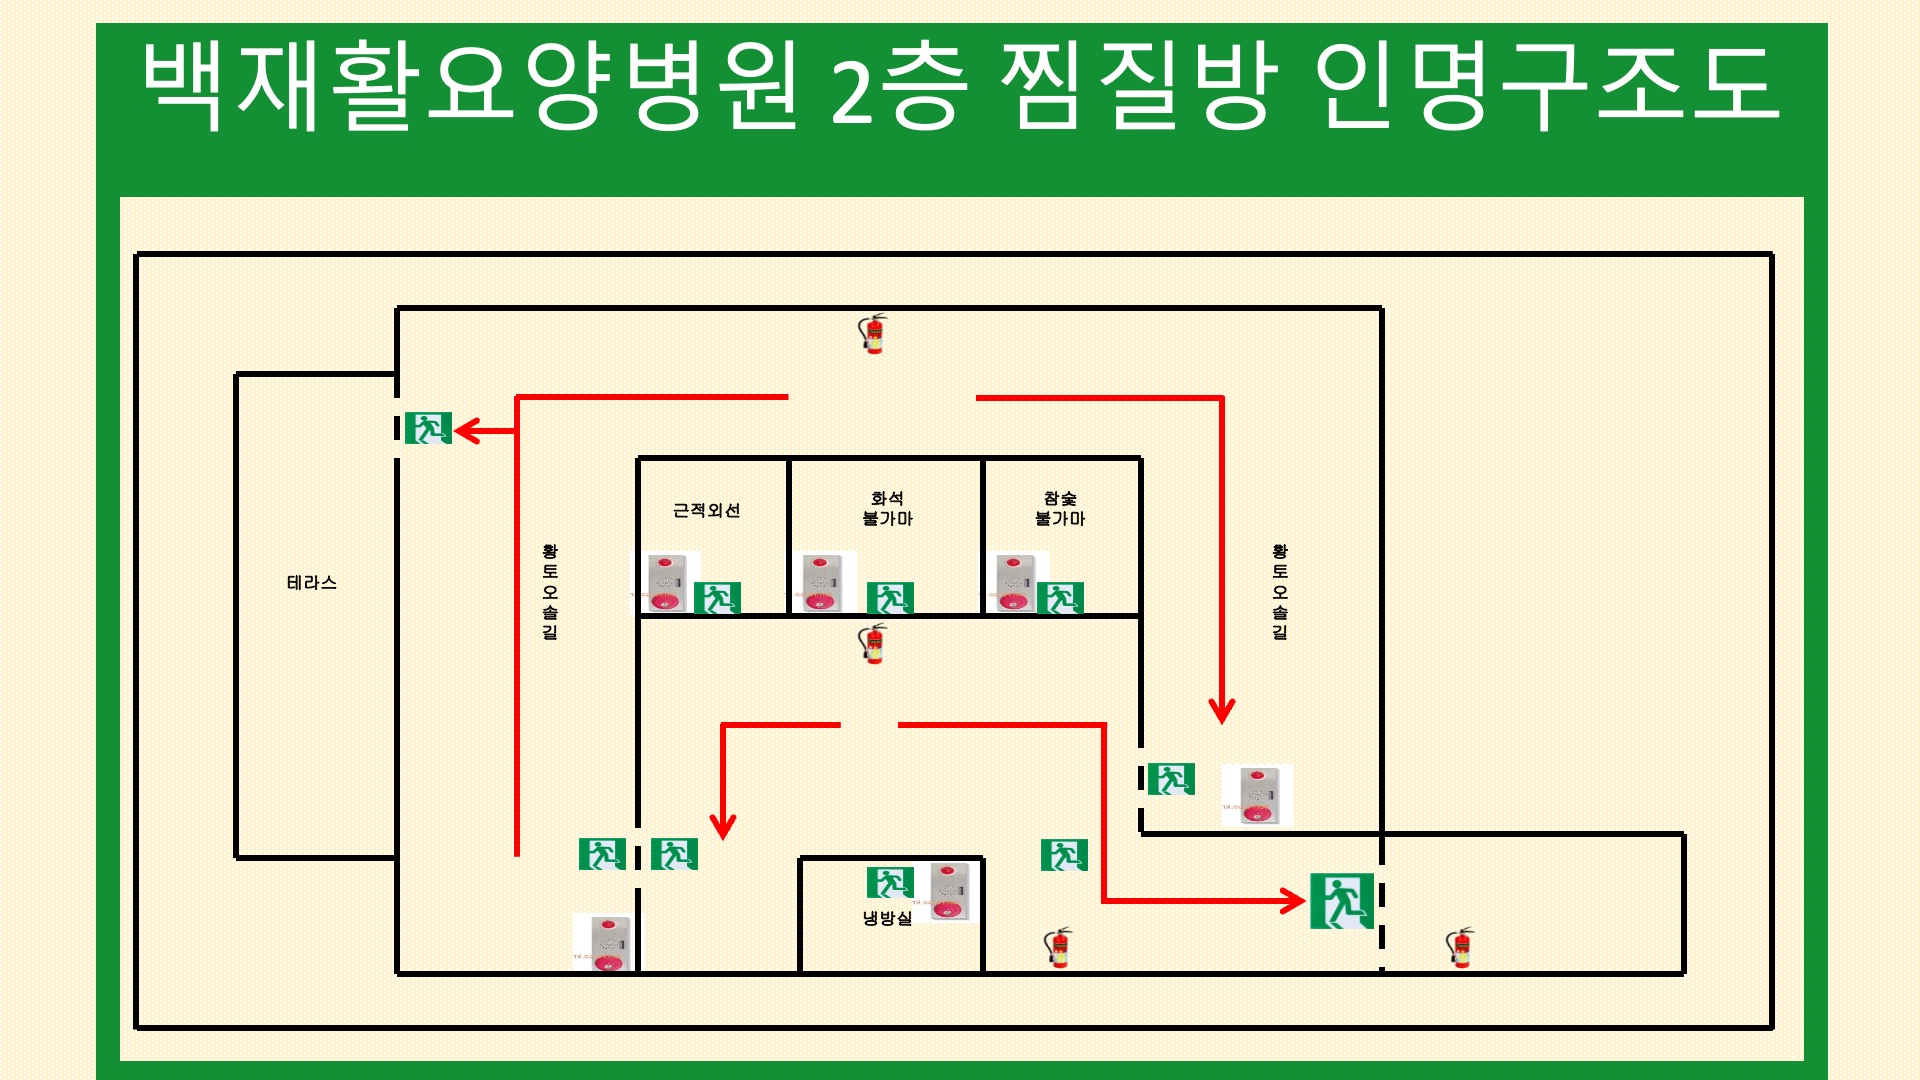 백재활요양병원 2층 찜질방 인명구조도
근적외선
화석
불가마
참숯
불가마
테라스
황
토
오
솔
길
황
토
오
솔
길
냉방실